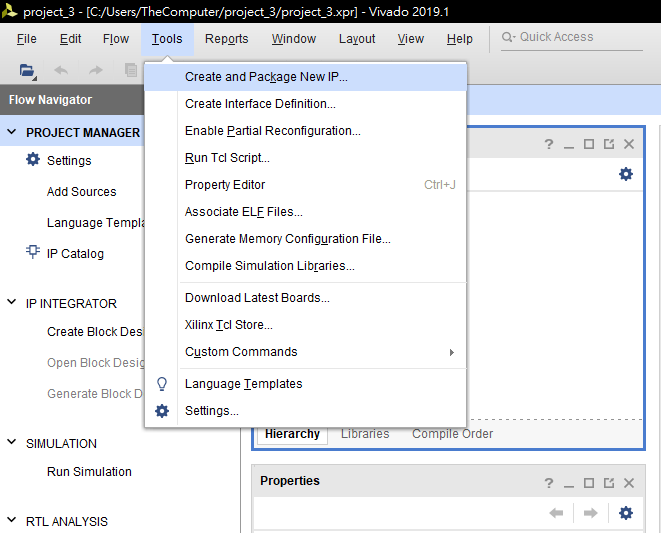 project_3 - [C:/Users/TheComputer/project_3/project_3.xpr] - Vivado 2019.1
File Edit Flow Tools Reports Window Layout View Help Quick Access
Create and Package New IP...
Flow Navigator
Create Interface Definition...
PROJECT MANAGER
Enable Partial Reconfiguration...
Settings
Run Tcl Script...
Add Sources
Property Editor Ctrl+J
Language Templa
Associate ELF Files...
Generate Memory Configuration File...
IP Catalog
Compile Simulation Libraries...
IP INTEGRATOR
Download Latest Boards...
Create Block Des
Xilinx Tcl Store...
Open Block Desig
Custom Commands
Generate Block D
Language Templates
Settings...
Hierarchy Libraries Compile Order
SIMULATION
Run Simulation
Properties
RTL ANALYSIS